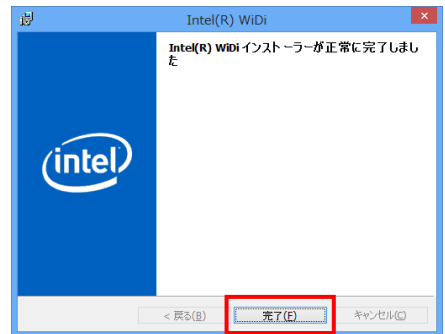 Intel(R) WiDi
Intel(R) WiDi インストーラーが正常に完了しまし
た
intel
< 戻る(B)
完了(F)
キャンセル(C)